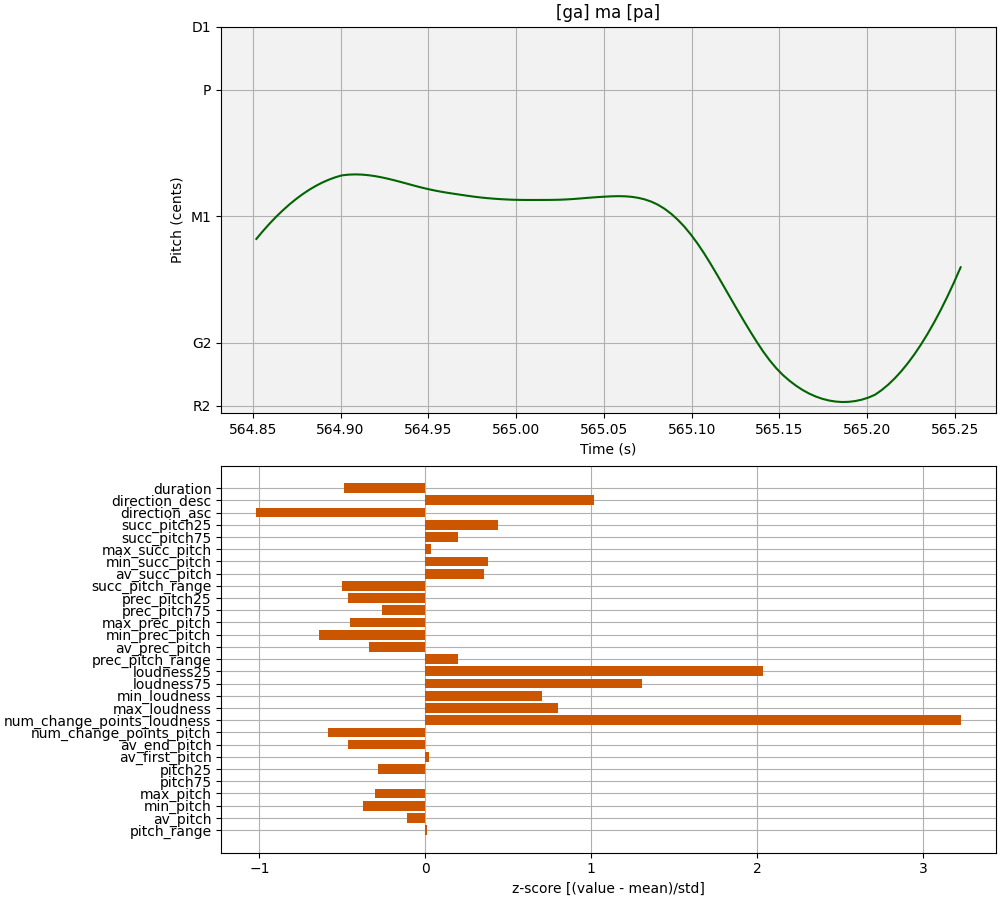 [ga] ma [pa]
D1
P
M1
G2
R2
Pitch (cents)
564.85 564.90 564.95 565.00 565.05 565.10 565.15 565.20 565.25
Time (s)
duration
direction_desc
direction_asc
succ_pitch25
succ_pitch75
max_succ_pitch
min_succ_pitch
av_succ_pitch
succ_pitch_range
prec_pitch25
prec_pitch75
max_prec_pitch
min_prec_pitch
av_prec_pitch
prec_pitch_range
loudness25
loudness75
min_loudness
max_loudness
num_change_points_loudness
num_change_points_pitch
av_end_pitch
av_first_pitch
pitch25
pitch75
max_pitch
min_pitch
av_pitch
pitch_range
−1 0 1 2 3
z-score [(value - mean)/std]